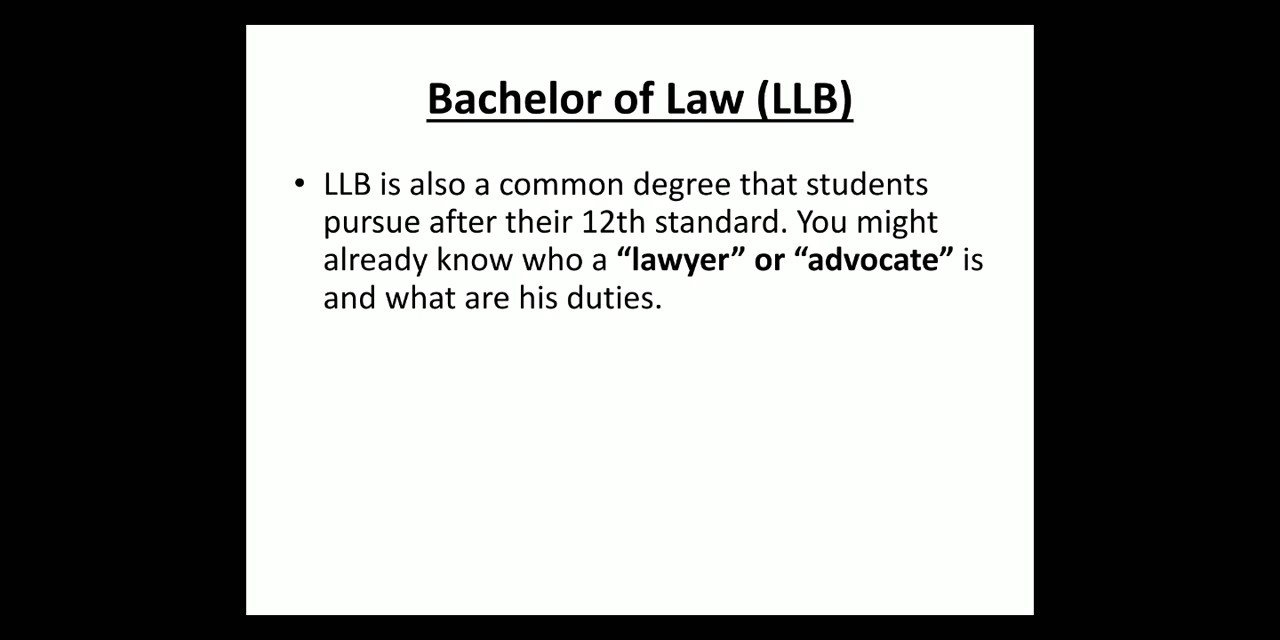 Bachelor of Law (LLB)
• LLB is also a common degree that students
pursue after their 12th standard. You might
already know who a “lawyer” or “advocate” is
and what are his duties.